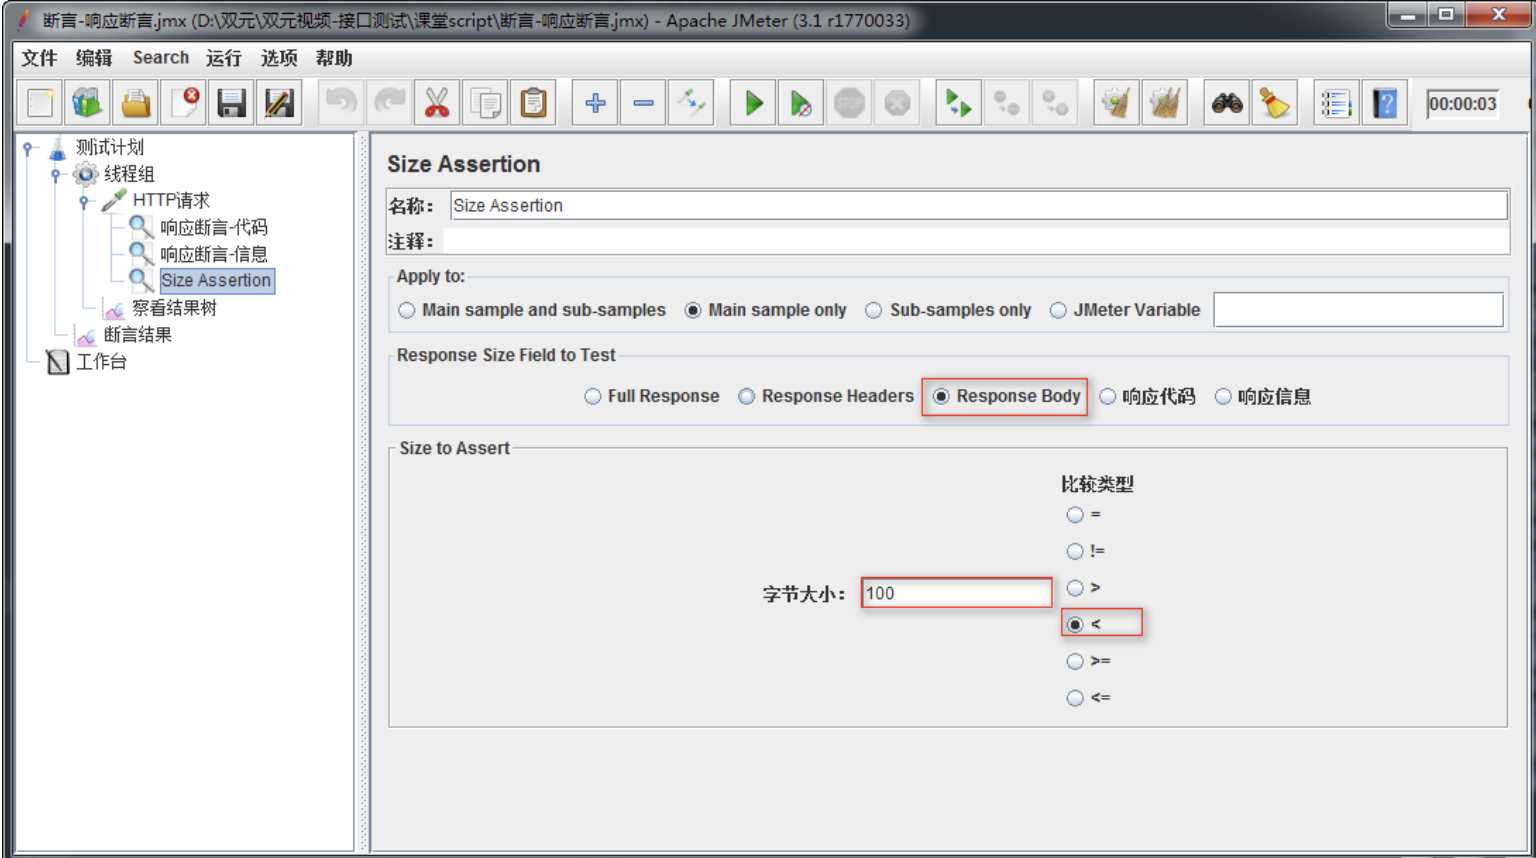 断言-响应断言.jmx (D:\双元\双元视频-接口测试\课堂script\断言-响应断言.jmx) - Apache JMeter (3.1 r1770033)
文件 编辑 Search 运行 选项 帮助
STOP
00:00:03
测试计划
线程组
HTTP请求
响应断言-代码
响应断言-信息
Size Assertion
察看结果树
断言结果
工作台
Size Assertion
名称： Size Assertion
注释：
Apply to:
Main sample and sub-samples Main sample only Sub-samples only JMeter Variable
Response Size Field to Test
Full Response Response Headers Response Body 响应代码 响应信息
Size to Assert
比较类型
=
!=
字节大小： 100
>
<
>=
<=